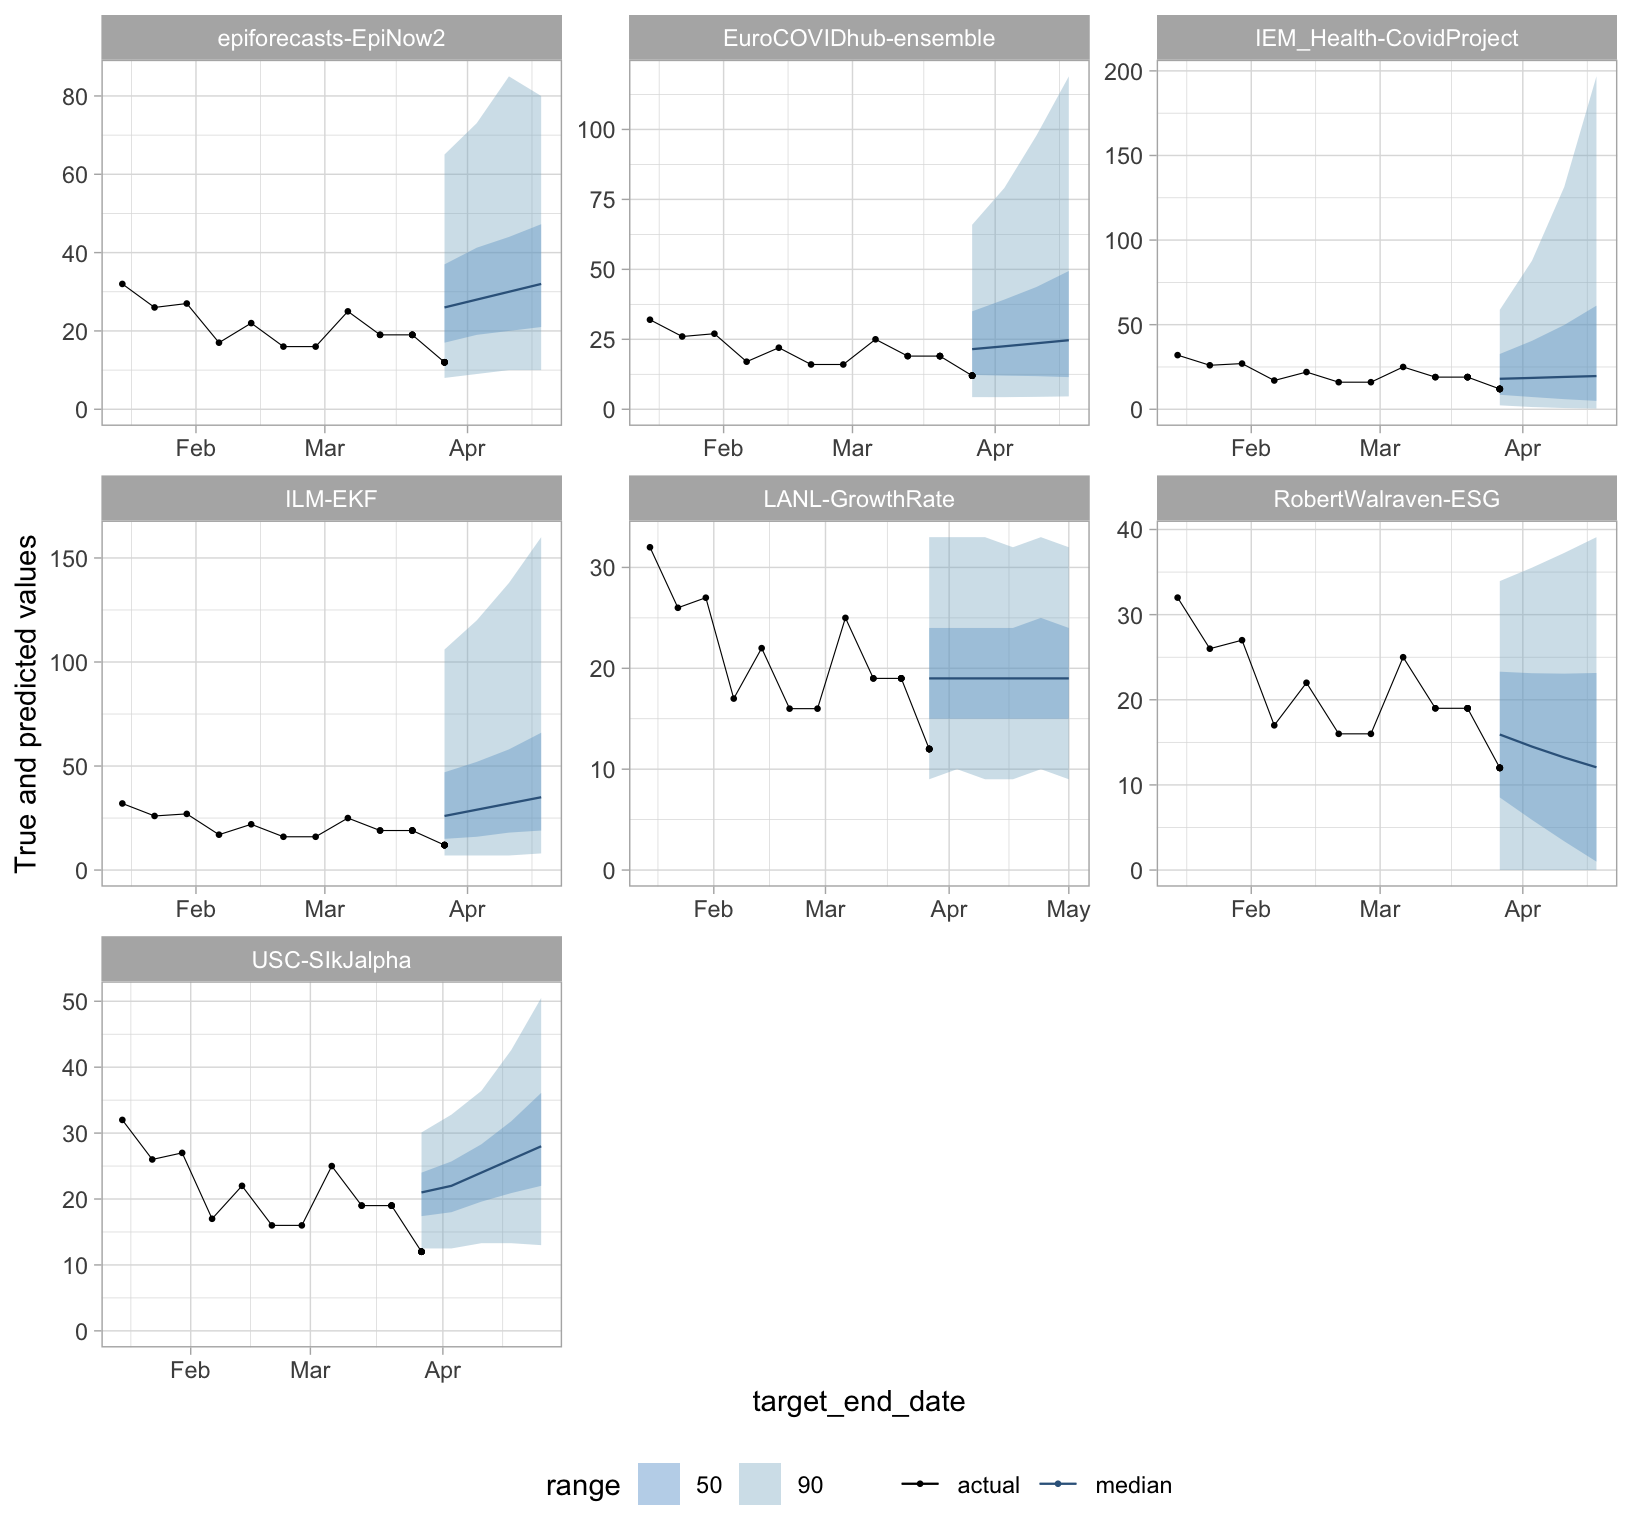 epiforecasts-EpiNow2
EuroCOVIDhub-ensemble
IEM_Health-CovidProject
80
60
40
20
0
Feb Mar Apr
100
75
50
25
0
Feb Mar Apr
200
150
100
50
0
Feb Mar Apr
True and predicted values
ILM-EKF
LANL-GrowthRate
RobertWalraven-ESG
150
100
50
0
Feb Mar Apr
30
20
10
0
Feb Mar Apr May
40
30
20
10
0
Feb Mar Apr
USC-SIkJalpha
50
40
30
20
10
0
Feb Mar Apr
target_end_date
range 50 90 actual median